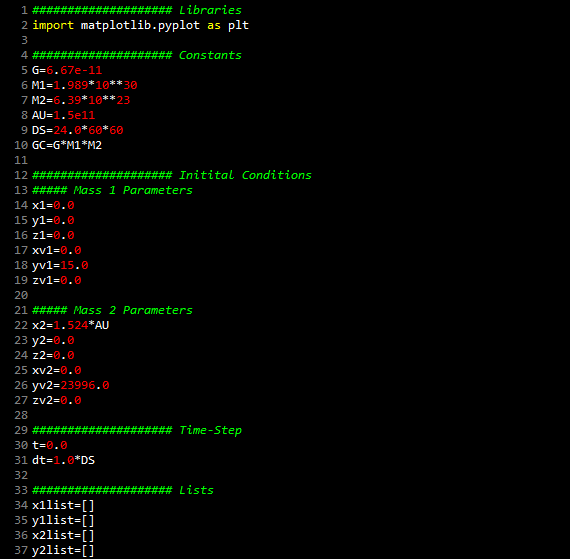 1 #################### Libraries
2 import matplotlib.pyplot as plt
3
4 #################### Constants
5 G=6.67e-11
6 M1=1.989*10**30
7 M2=6.39*10**23
8 AU=1.5e11
9 DS=24.0*60*60
10 GC=G*M1*M2
11
12 #################### Initital Conditions
13 ##### Mass 1 Parameters
14 x1=0.0
15 y1=0.0
16 z1=0.0
17 xv1=0.0
18 yv1=15.0
19 zv1=0.0
20
21 ##### Mass 2 Parameters
22 x2=1.524*AU
23 y2=0.0
24 z2=0.0
25 xv2=0.0
26 yv2=23996.0
27 zv2=0.0
28
29 #################### Time-Step
30 t=0.0
31 dt=1.0*DS
32
33 #################### Lists
34 x1list=[]
35 y1list=[]
36 x2list=[]
37 y2list=[]